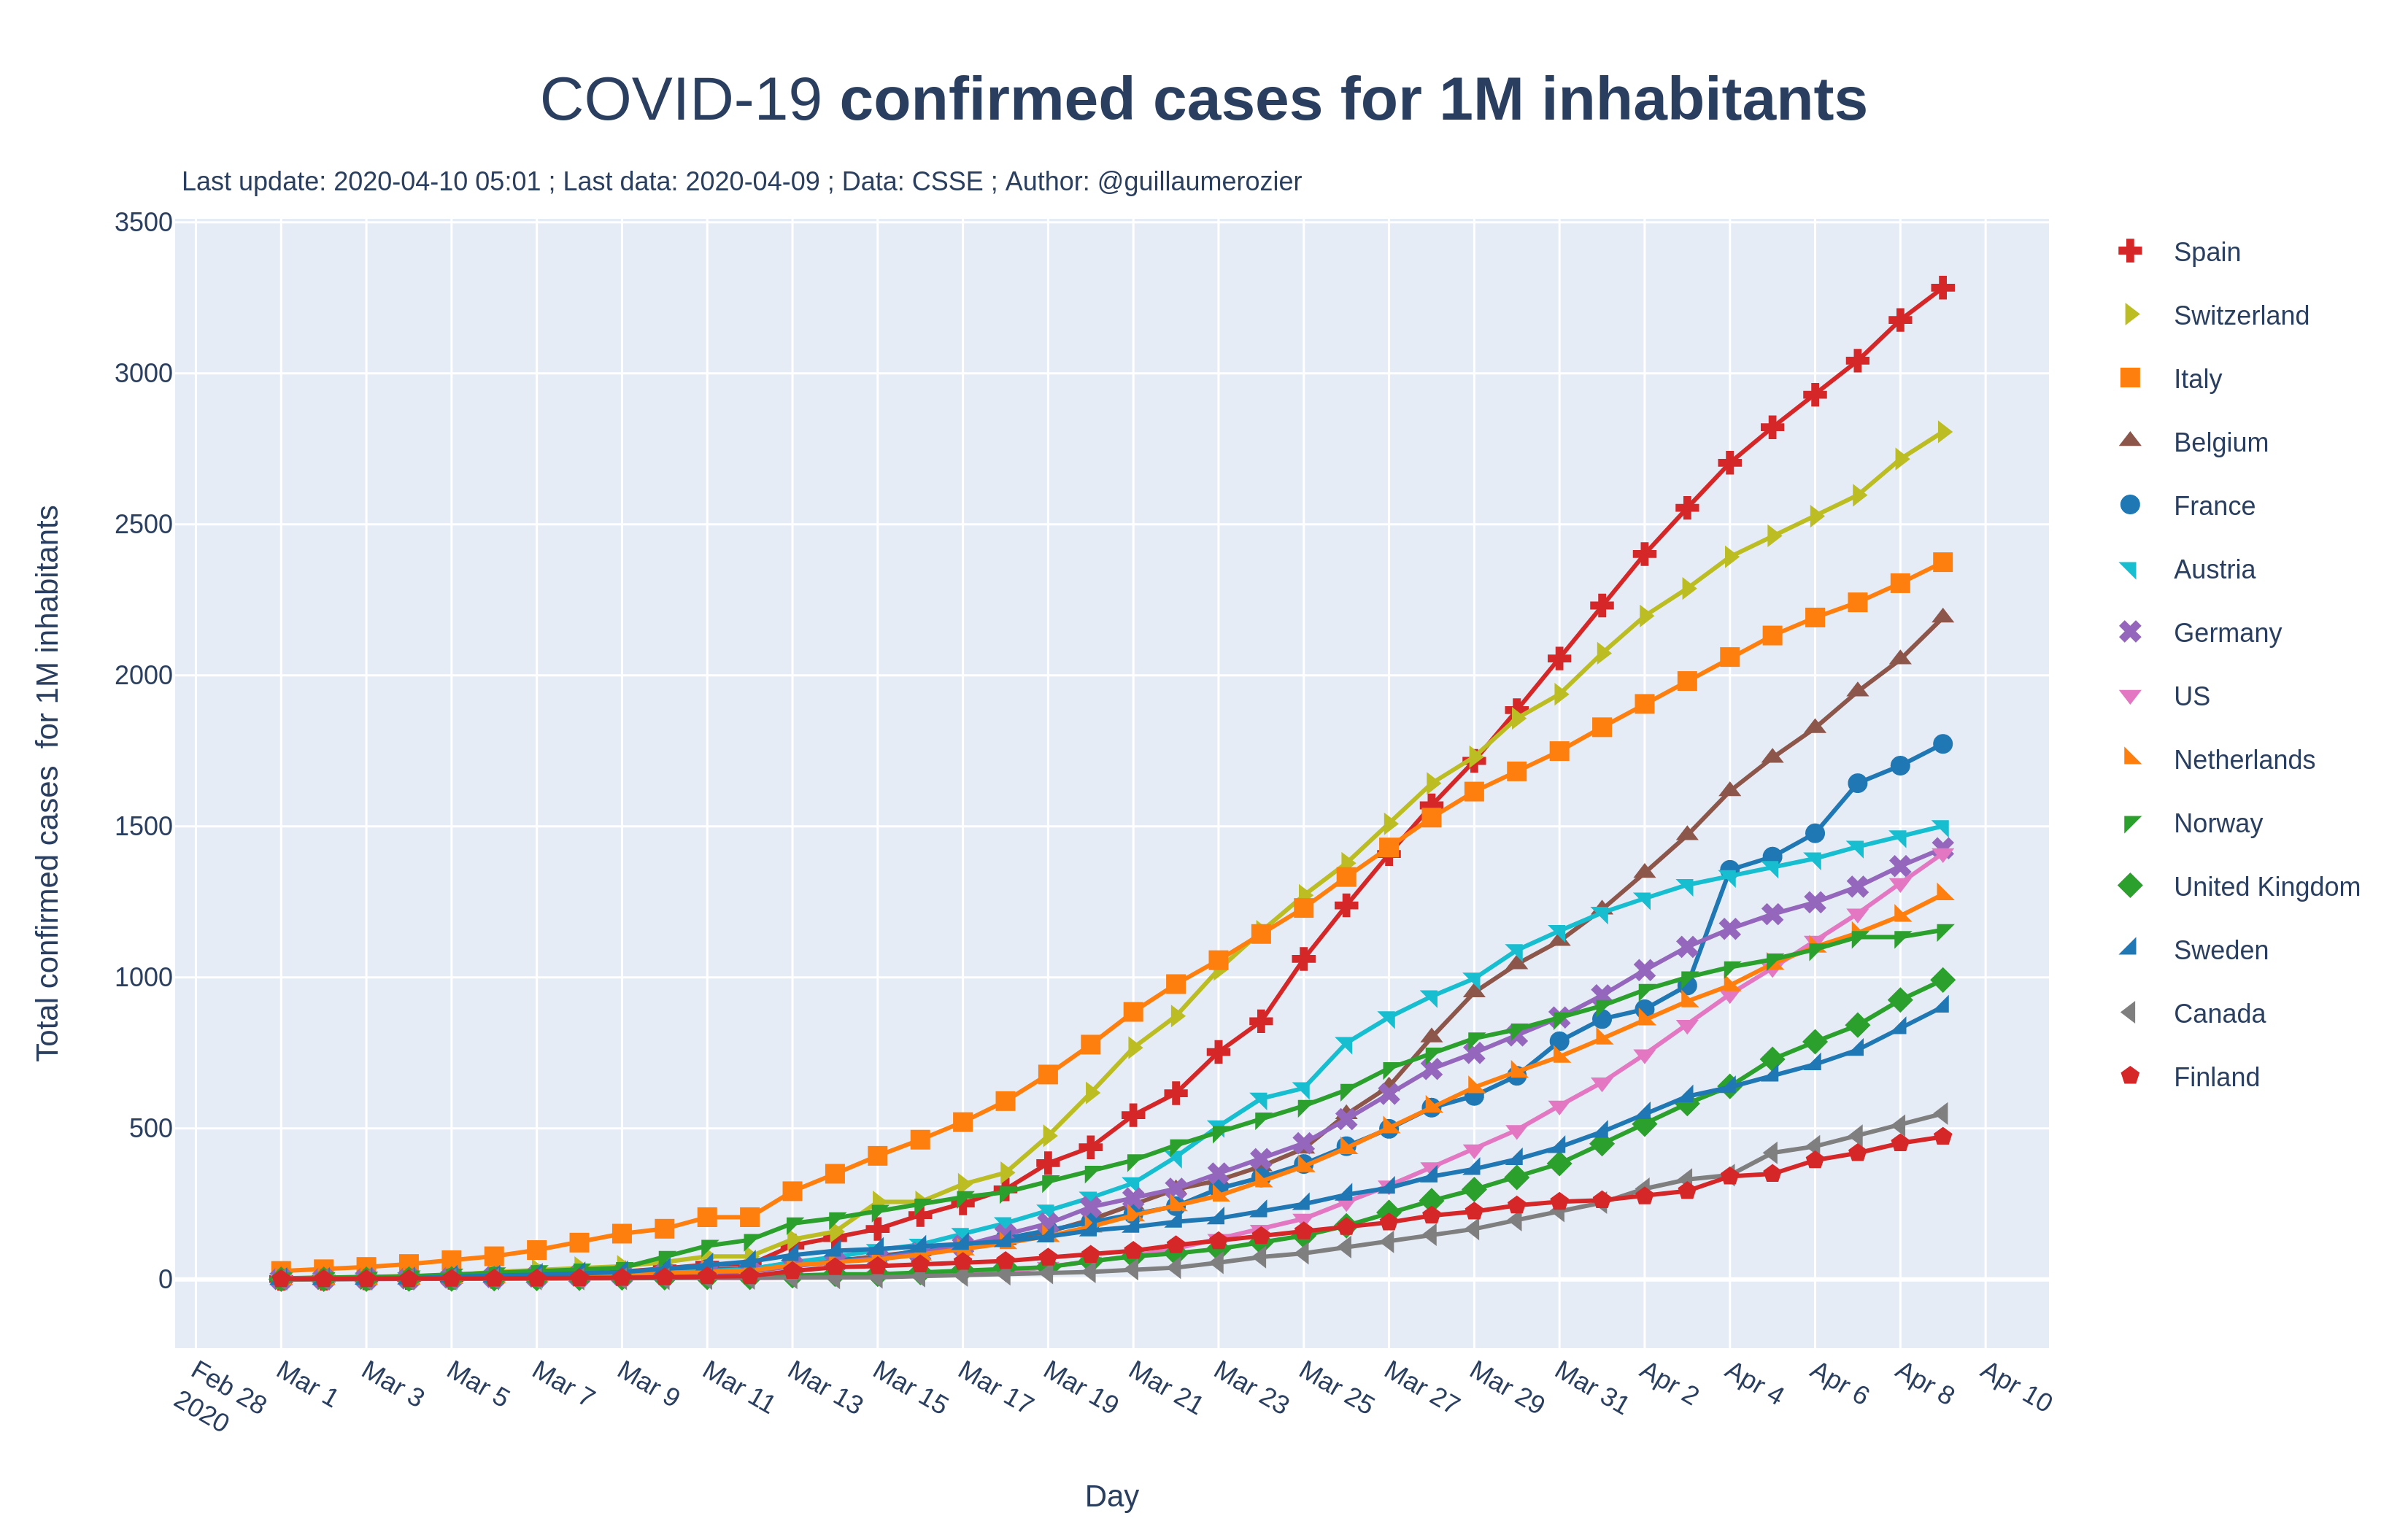 COVID-19 confirmed cases for 1M inhabitants
Last update: 2020-04-10 05:01 ; Last data: 2020-04-09 ; Data: CSSE ; Author: @guillaumerozier
3500
3000
2500
2000
1500
1000
500
0
Total confirmed cases for 1M inhabitants
Feb 28
2020
Mar 1
Mar 3
Mar 5
Mar 7
Mar 9
Mar 11
Mar 13
Mar 15
Mar 17
Mar 19
Mar 21
Mar 23
Mar 25
Mar 27
Mar 29
Mar 31
Apr 2
Apr 4
Apr 6
Apr 8
Apr 10
Day
Spain
Switzerland
Italy
Belgium
France
Austria
Germany
US
Netherlands
Norway
United Kingdom
Sweden
Canada
Finland